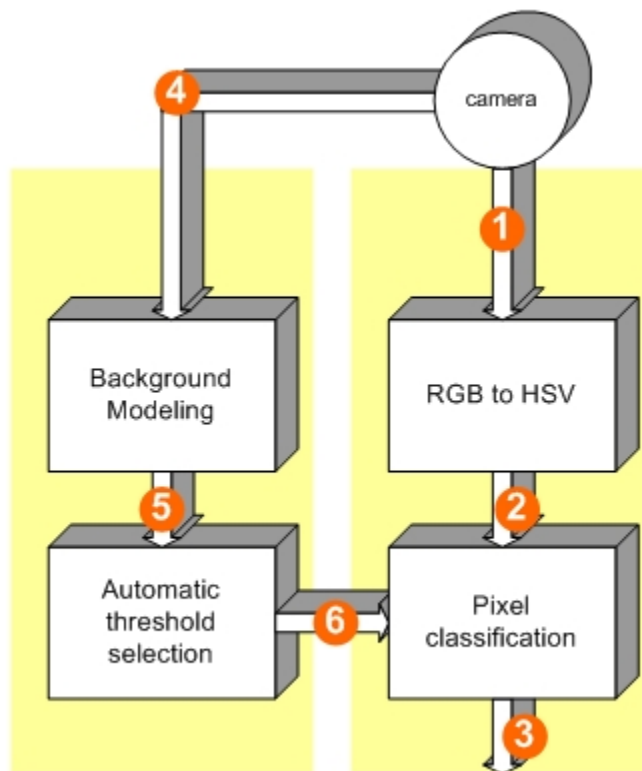 camera
4
1
Background
Modeling
RGB to HSV
5
2
Automatic
threshold
selection
6
Pixel
classification
3